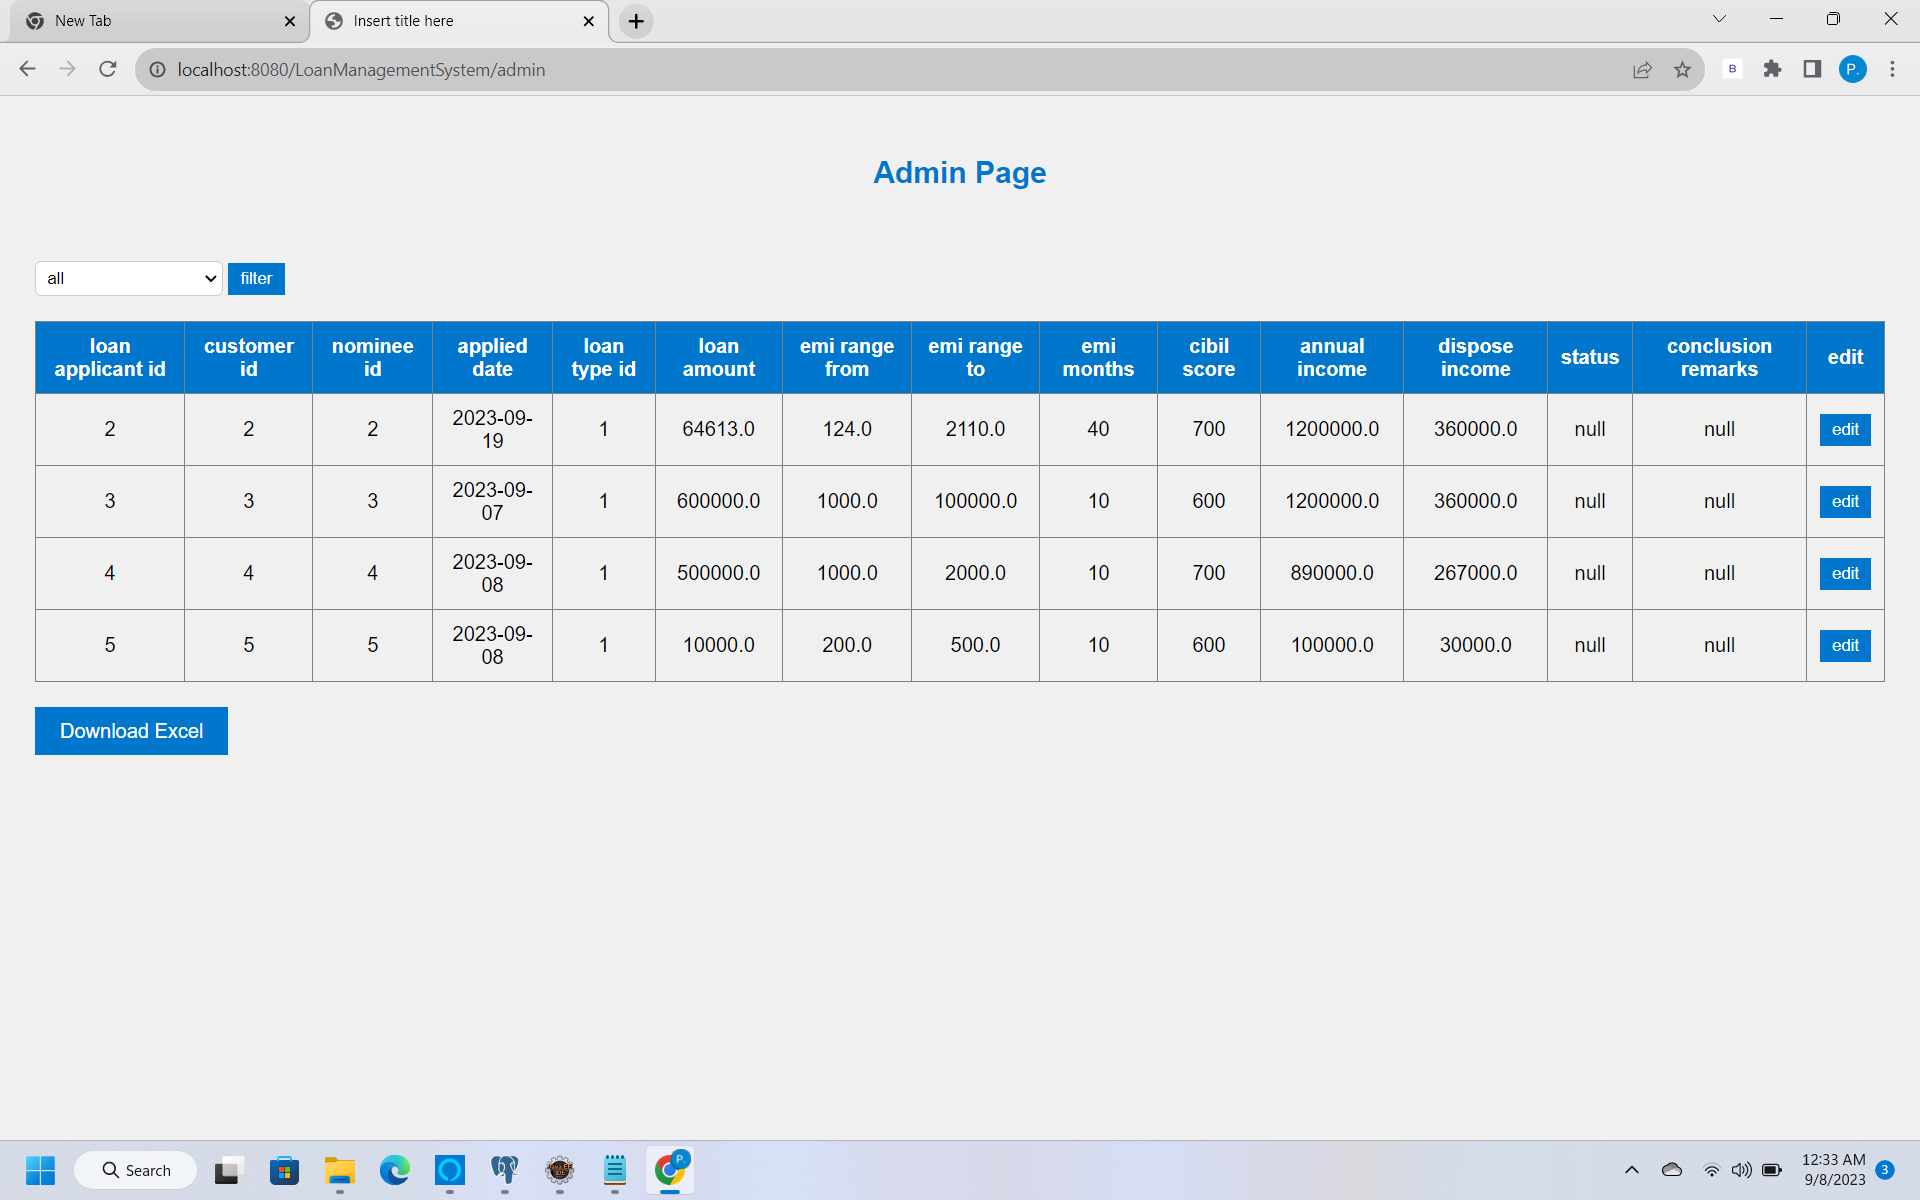 New Tab
Insert title here
localhost:8080/LoanManagementSystem/admin
B
P.
Admin Page
all
filter
loan applicant id customer id nominee id applied date loan type id loan amount emi range from emi range to emi months cibil score annual income dispose income status conclusion remarks edit
2 2 2 2023-09-19 1 64613.0 124.0 2110.0 40 700 1200000.0 360000.0 null null edit
3 3 3 2023-09-07 1 600000.0 1000.0 100000.0 10 600 1200000.0 360000.0 null null edit
4 4 4 2023-09-08 1 500000.0 1000.0 2000.0 10 700 890000.0 267000.0 null null edit
5 5 5 2023-09-08 1 10000.0 200.0 500.0 10 600 100000.0 30000.0 null null edit
Download Excel
Search
P.
12:33 AM
9/8/2023
3